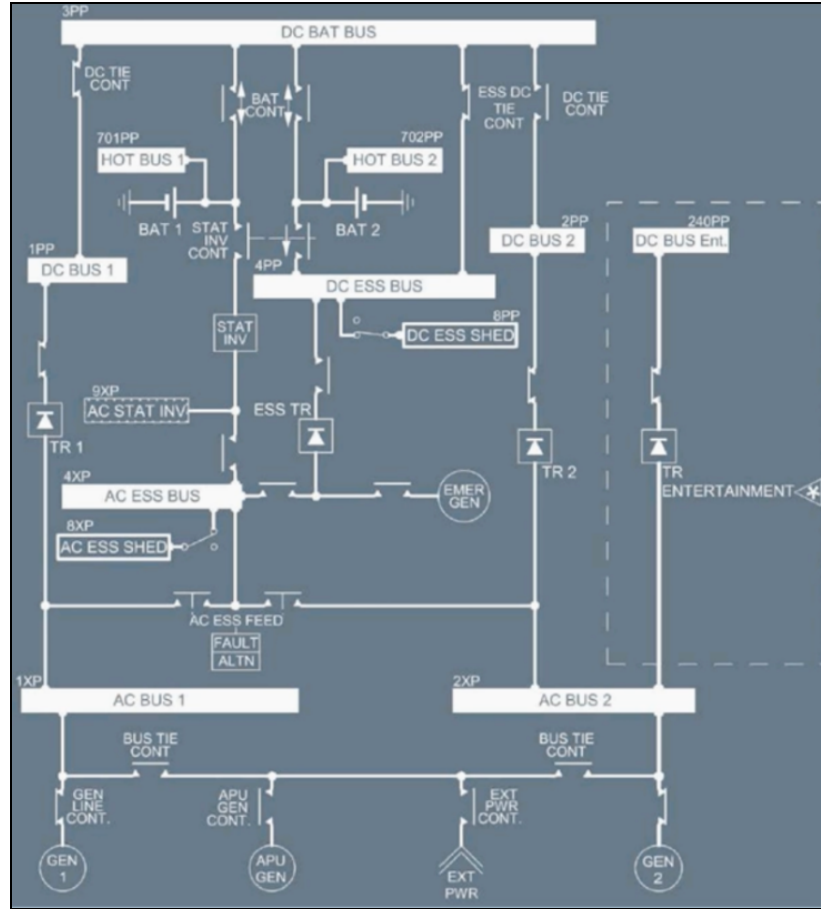 3PP
DC BAT BUS
DC TIE
CONT
BAT
CONT
ESS DC
TIE
CONT
DC TIE
CONT
701PP
HOT BUS 1
702PP
HOT BUS 2
BAT 1
STAT
INV
CONT
BAT 2
1PP
DC BUS 1
2PP
DC BUS 2
240PP
DC BUS Ent.
4PP
DC ESS BUS
8PP
DC ESS SHED
STAT
INV
9XP
AC STAT INV
ESS TR
TR 1
TR 2
TR
ENTERTAINMENT
4XP
AC ESS BUS
EMER
GEN
8XP
AC ESS SHED
AC ESS FEED
FAULT
ALTN
1XP
AC BUS 1
2XP
AC BUS 2
BUS TIE
CONT
BUS TIE
CONT
GEN
LINE
CONT.
APU
GEN
CONT.
EXT
PWR
CONT.
GEN
1
APU
GEN
EXT
PWR
GEN
2